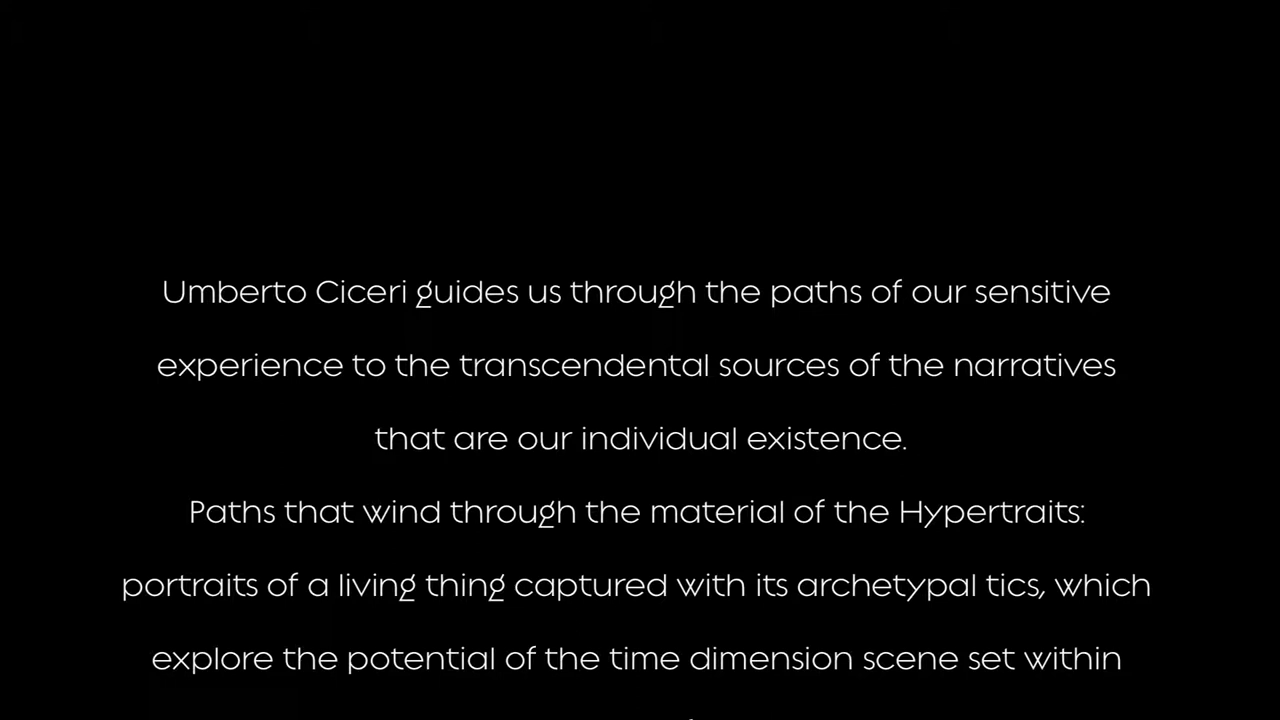 Umberto Ciceri guides us through the paths of our sensitive
experience to the transcendental sources of the narratives
that are our individual existence.
Paths that wind through the material of the Hypertraits:
portraits of a living thing captured with its archetypal tics, which
explore the potential of the time dimension scene set within